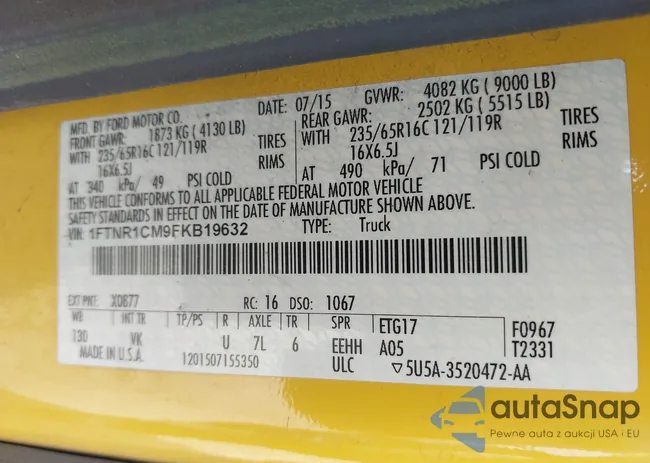 MFD. BY FORD MOTOR CO.
DATE: 07/15 GVWR: 4082 KG ( 9000 LB)
FRONT GAWR: 1873 KG ( 4130 LB)
REAR GAWR: 2502 KG ( 5515 LB)
WITH 235/65R16C 121/119R TIRES
WITH 235/65R16C 121/119R TIRES
16X6.5J RIMS
16X6.5J RIMS
AT 340 kPa/ 49 PSI COLD
AT 490 kPa/ 71 PSI COLD
THIS VEHICLE CONFORMS TO ALL APPLICABLE FEDERAL MOTOR VEHICLE
SAFETY STANDARDS IN EFFECT ON THE DATE OF MANUFACTURE SHOWN ABOVE.
VIN: 1FTNR1CM9FKB19632 TYPE: Truck
EXT PNT: XDB77 RC: 16 DSO: 1067
WB INT TR TP/PS R AXLE TR SPR ETG17 F0967
130 VK U 7L 6 EEHH A05 T2331
MADE IN U.S.A. 1201507155350 ULC ▽5U5A-3520472-AA
autaSnap
Pewne auta z aukcji USA i EU